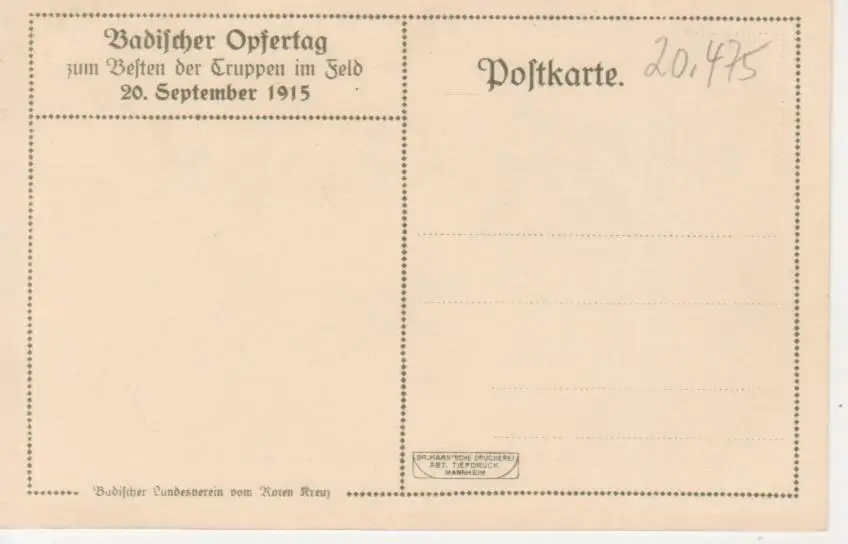 Badiſcher Opfertag
zum Beſten der Truppen im Feld
20. September 1915
Poſtkarte.
20,475
DR. HAAS'SCHE DRUCKEREI
ABT. TIEFDRUCK
MANNHEIM
Badiſcher Landesverein vom Roten Kreuz